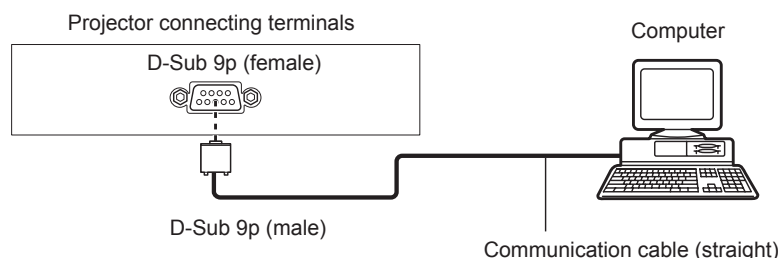 Projector connecting terminals
Computer
D-Sub 9p (female)
D-Sub 9p (male)
Communication cable (straight)